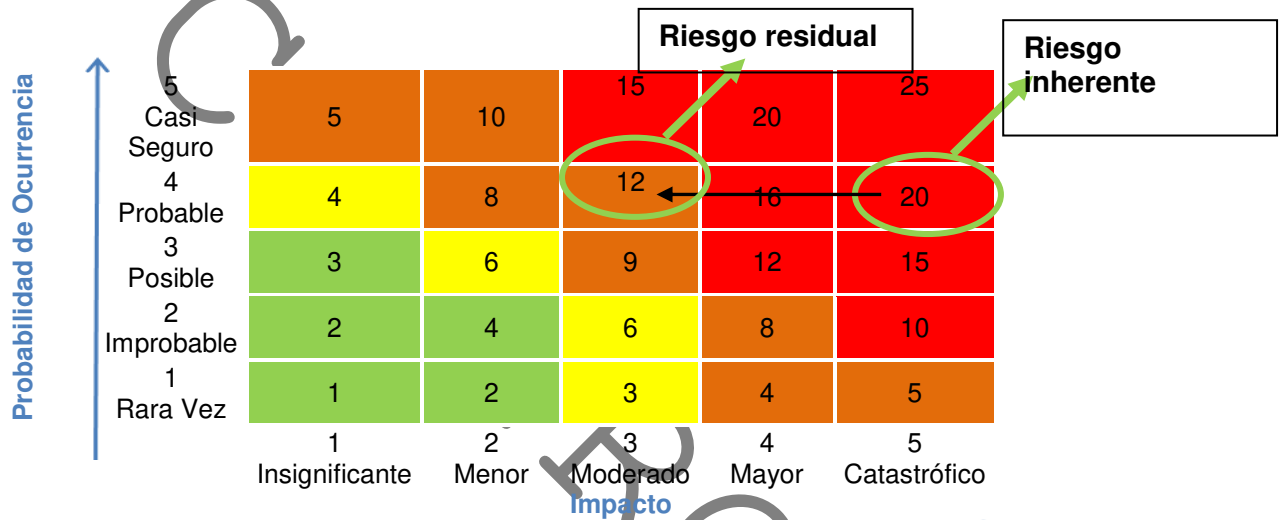 Riesgo residual
Riesgo
inherente
Probabilidad de Ocurrencia
5
Casi
Seguro
5 10 15 20 25
4
Probable
4 8 12 16 20
3
Posible
3 6 9 12 15
2
Improbable
2 4 6 8 10
1
Rara Vez
1 2 3 4 5
1 2 3 4 5
Insignificante Menor Moderado Mayor Catastrófico
Impacto